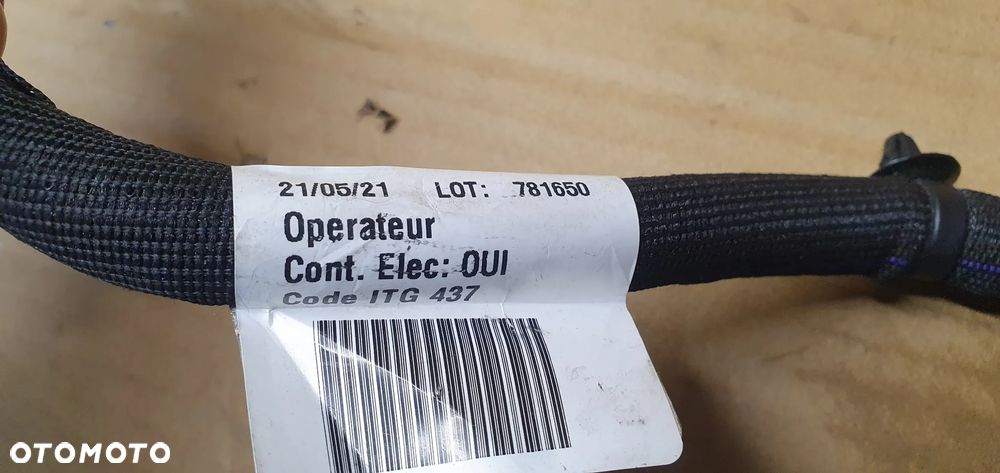 21/05/21 LOT: 781650
Operateur
Cont. Elec: OUI
Code ITG 437
OTOMOTO